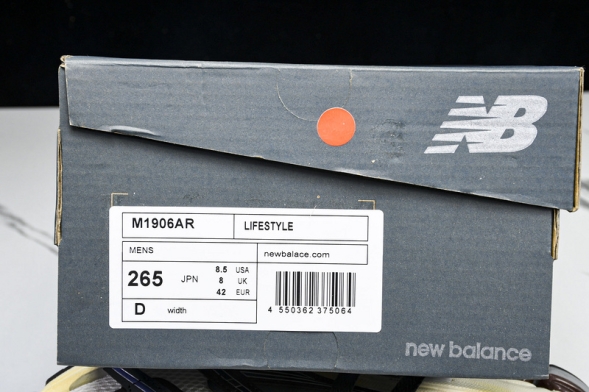 NB
M1906AR LIFESTYLE
MENS newbalace.com
265 JPN 8.5 USA
8 UK
42 EUR
D width
4 550362 375064
new balance